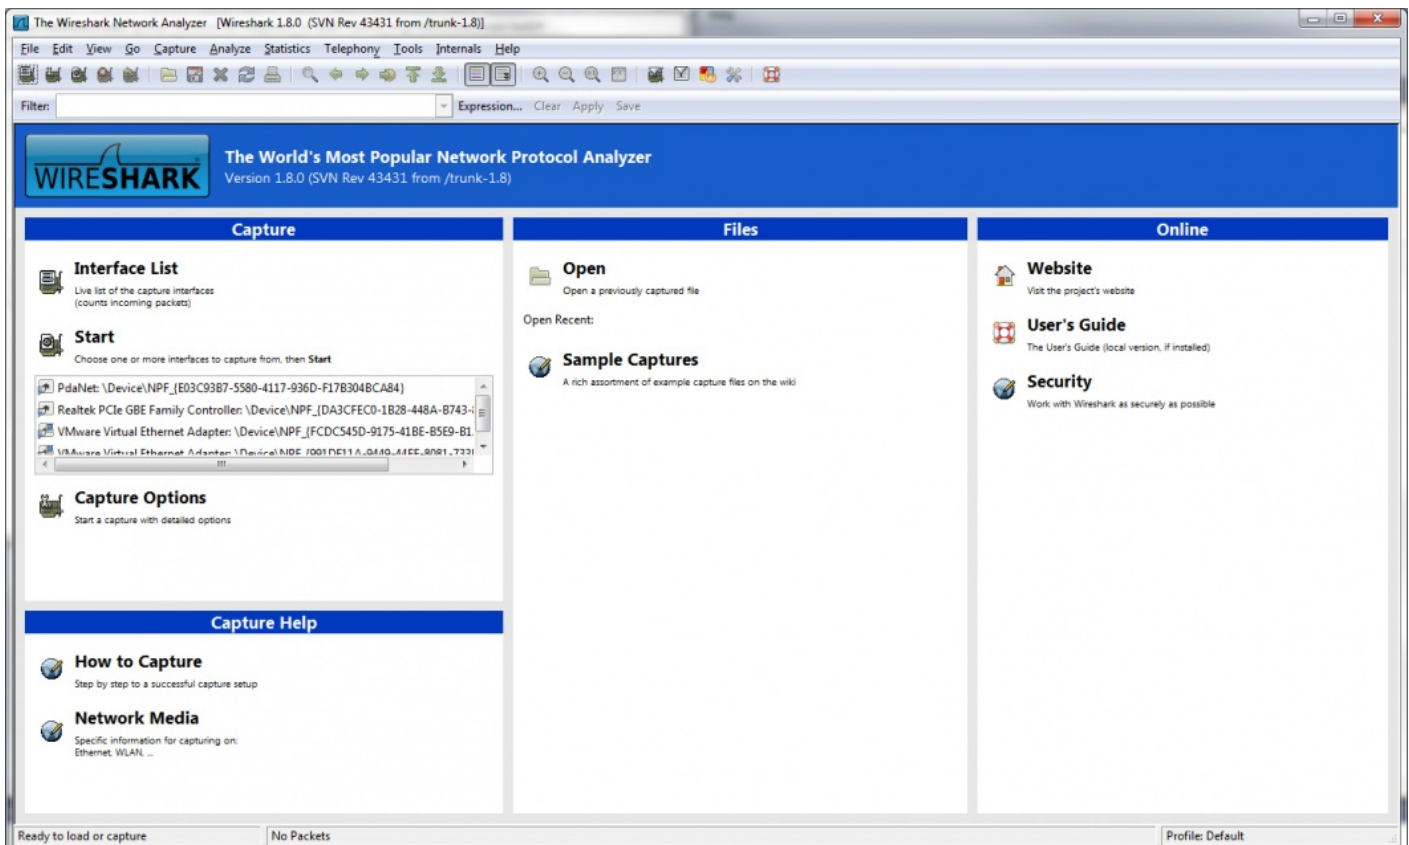 The Wireshark Network Analyzer [Wireshark 1.8.0 (SVN Rev 43431 from /trunk-1.8)]
File Edit View Go Capture Analyze Statistics Telephony Tools Internals Help
Filter: Expression... Clear Apply Save
WIRESHARK
The World's Most Popular Network Protocol Analyzer
Version 1.8.0 (SVN Rev 43431 from /trunk-1.8)
Capture
Interface List
Live list of the capture interfaces
(counts incoming packets)
Start
Choose one or more interfaces to capture from, then Start
PdaNet: \Device\NPF_{E03C93B7-5580-4117-936D-F17B304BCA84}
Realtek PCIe GBE Family Controller: \Device\NPF_{DA3CFEC0-1B28-448A-B743-
VMware Virtual Ethernet Adapter: \Device\NPF_{FCDC545D-9175-41BE-B5E9-B1
VMware Virtual Ethernet Adapter:
Capture Options
Start a capture with detailed options
Capture Help
How to Capture
Step by step to a successful capture setup
Network Media
Specific information for capturing on:
Ethernet, WLAN, ...
Files
Open
Open a previously captured file
Open Recent:
Sample Captures
A rich assortment of example capture files on the wiki
Online
Website
Visit the project's website
User's Guide
The User's Guide (local version, if installed)
Security
Work with Wireshark as securely as possible
Ready to load or capture
No Packets
Profile: Default